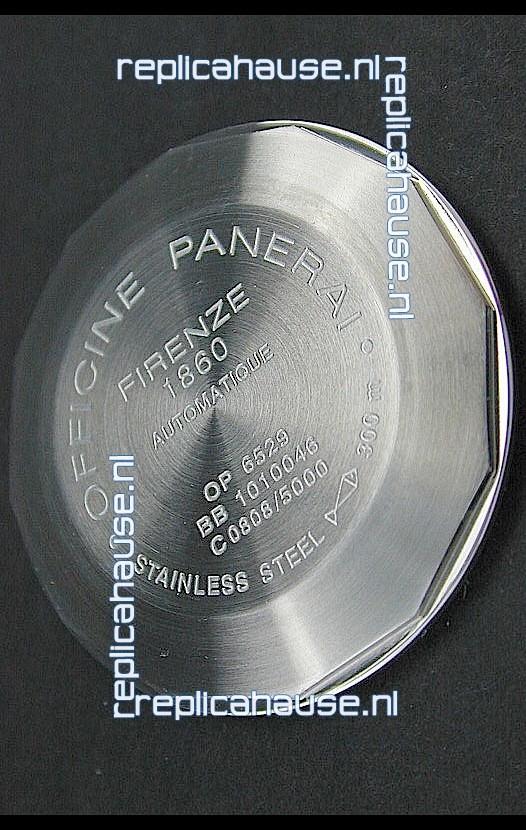 replicahause.nl
replicahause.nl
OFFICINE PANERAI
FIRENZE
1860
AUTOMATIQUE
OP 6529
BB 1010046
C0808/5000
STAINLESS STEEL
300 m
replicahause.nl
replicahause.nl